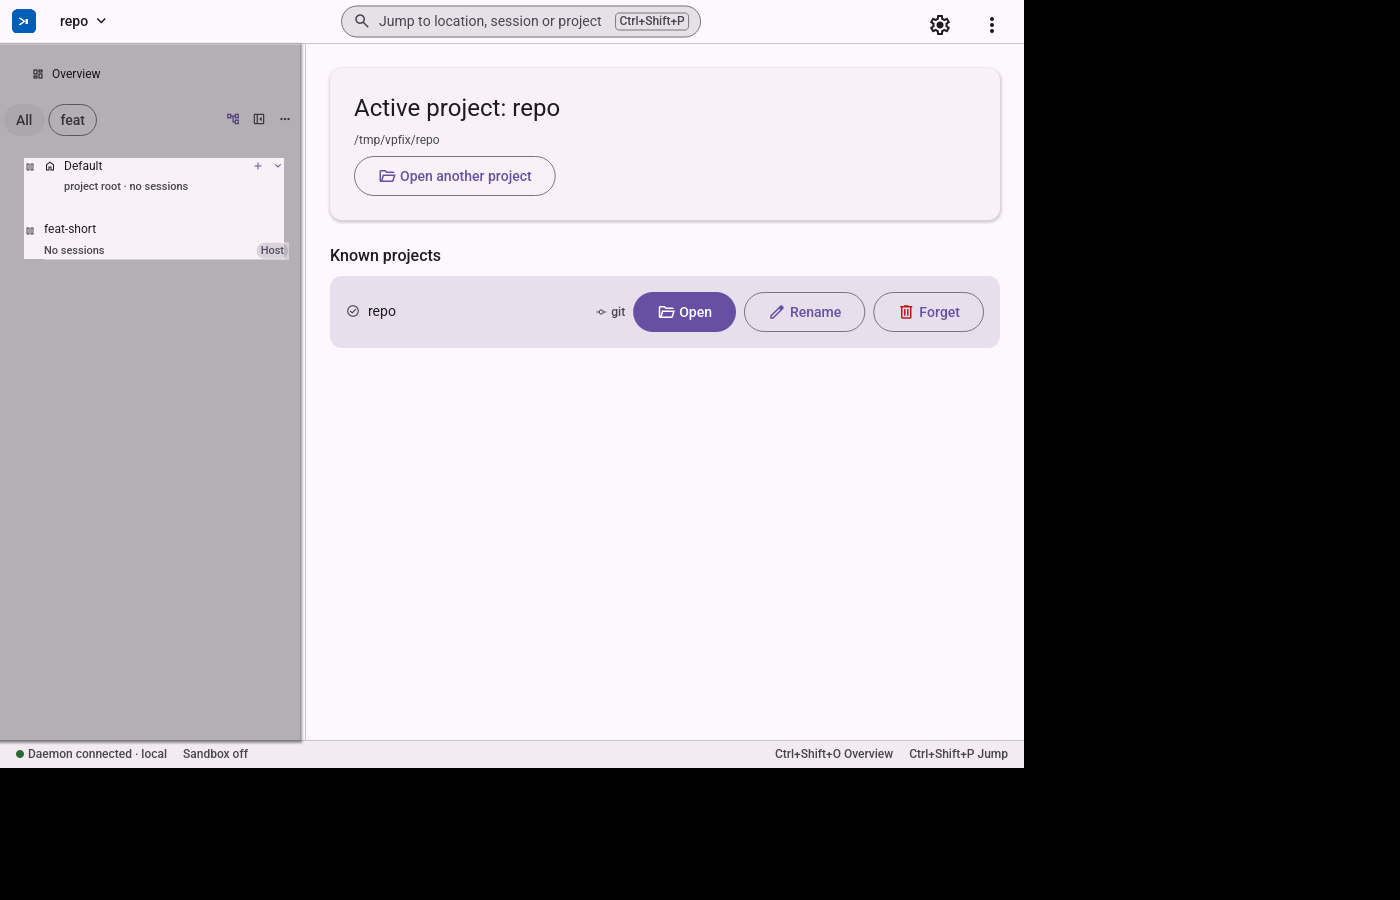 repo
Jump to location, session or project
Ctrl+Shift+P
Overview
All
feat
Default
project root · no sessions
feat-short
No sessions
Host
Active project: repo
/tmp/vpfix/repo
Open another project
Known projects
repo
git
Open
Rename
Forget
Daemon connected · local
Sandbox off
Ctrl+Shift+O Overview
Ctrl+Shift+P Jump